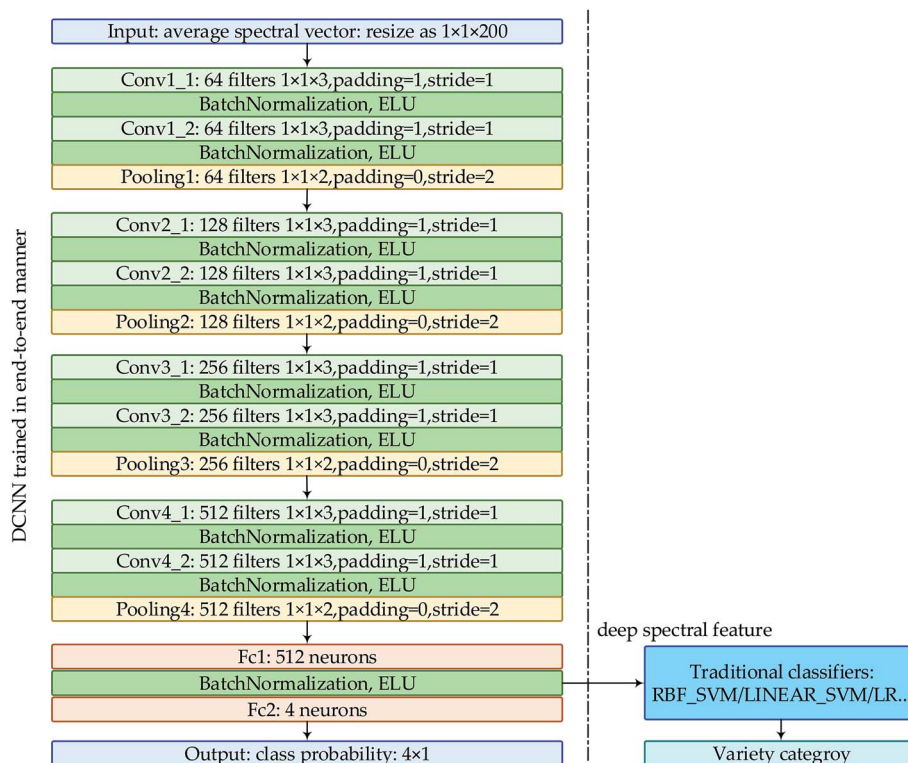 Input: average spectral vector: resize as 1×1×200
Conv1_1: 64 filters 1×1×3,padding=1,stride=1
BatchNormalization, ELU
Conv1_2: 64 filters 1×1×3,padding=1,stride=1
BatchNormalization, ELU
Pooling1: 64 filters 1×1×2,padding=0,stride=2
Conv2_1: 128 filters 1×1×3,padding=1,stride=1
BatchNormalization, ELU
Conv2_2: 128 filters 1×1×3,padding=1,stride=1
BatchNormalization, ELU
Pooling2: 128 filters 1×1×2,padding=0,stride=2
Conv3_1: 256 filters 1×1×3,padding=1,stride=1
BatchNormalization, ELU
Conv3_2: 256 filters 1×1×3,padding=1,stride=1
BatchNormalization, ELU
Pooling3: 256 filters 1×1×2,padding=0,stride=2
Conv4_1: 512 filters 1×1×3,padding=1,stride=1
BatchNormalization, ELU
Conv4_2: 512 filters 1×1×3,padding=1,stride=1
BatchNormalization, ELU
Pooling4: 512 filters 1×1×2,padding=0,stride=2
Fc1: 512 neurons
BatchNormalization, ELU
Fc2: 4 neurons
Output: class probability: 4×1
DCNN trained in end-to-end manner
deep spectral feature
Traditional classifiers:
RBF_SVM/LINEAR_SVM/LR...
Variety categroy